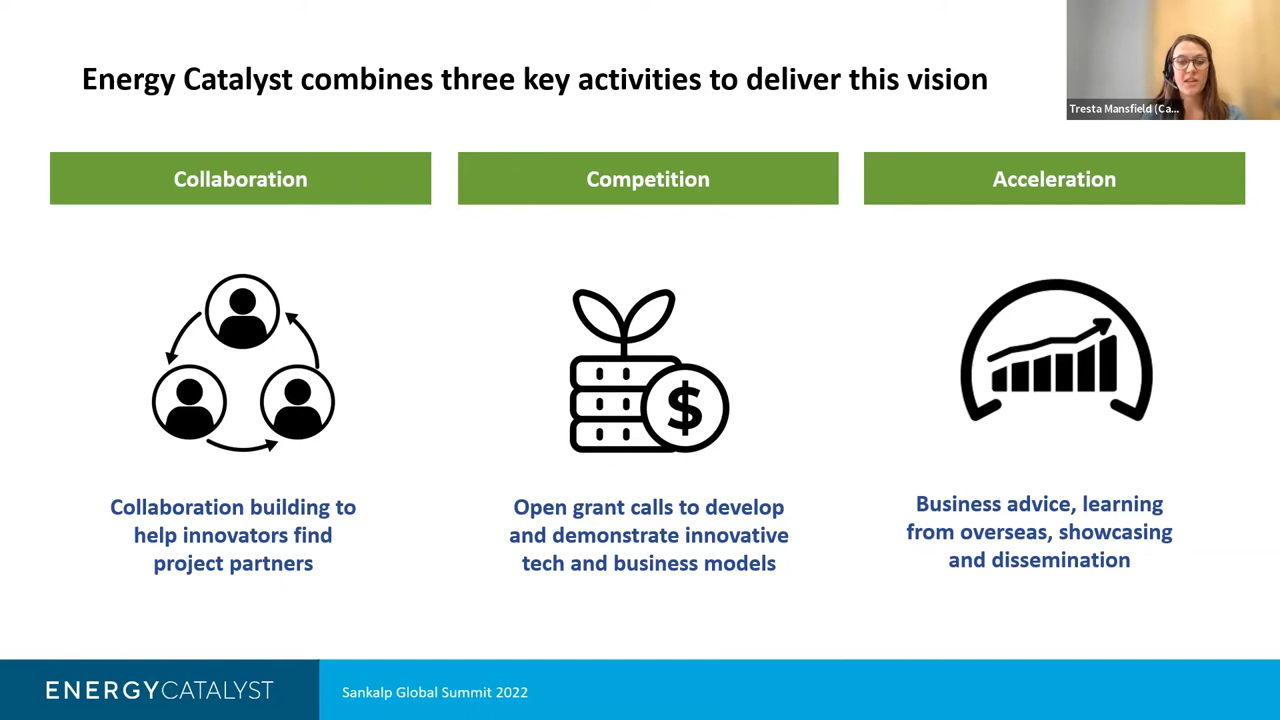 Energy Catalyst combines three key activities to deliver this vision
Tresta Mansfield (Ca...
Collaboration
Competition
Acceleration
$
Collaboration building to
help innovators find
project partners
Open grant calls to develop
and demonstrate innovative
tech and business models
Business advice, learning
from overseas, showcasing
and dissemination
ENERGYCATALYST
Sankalp Global Summit 2022